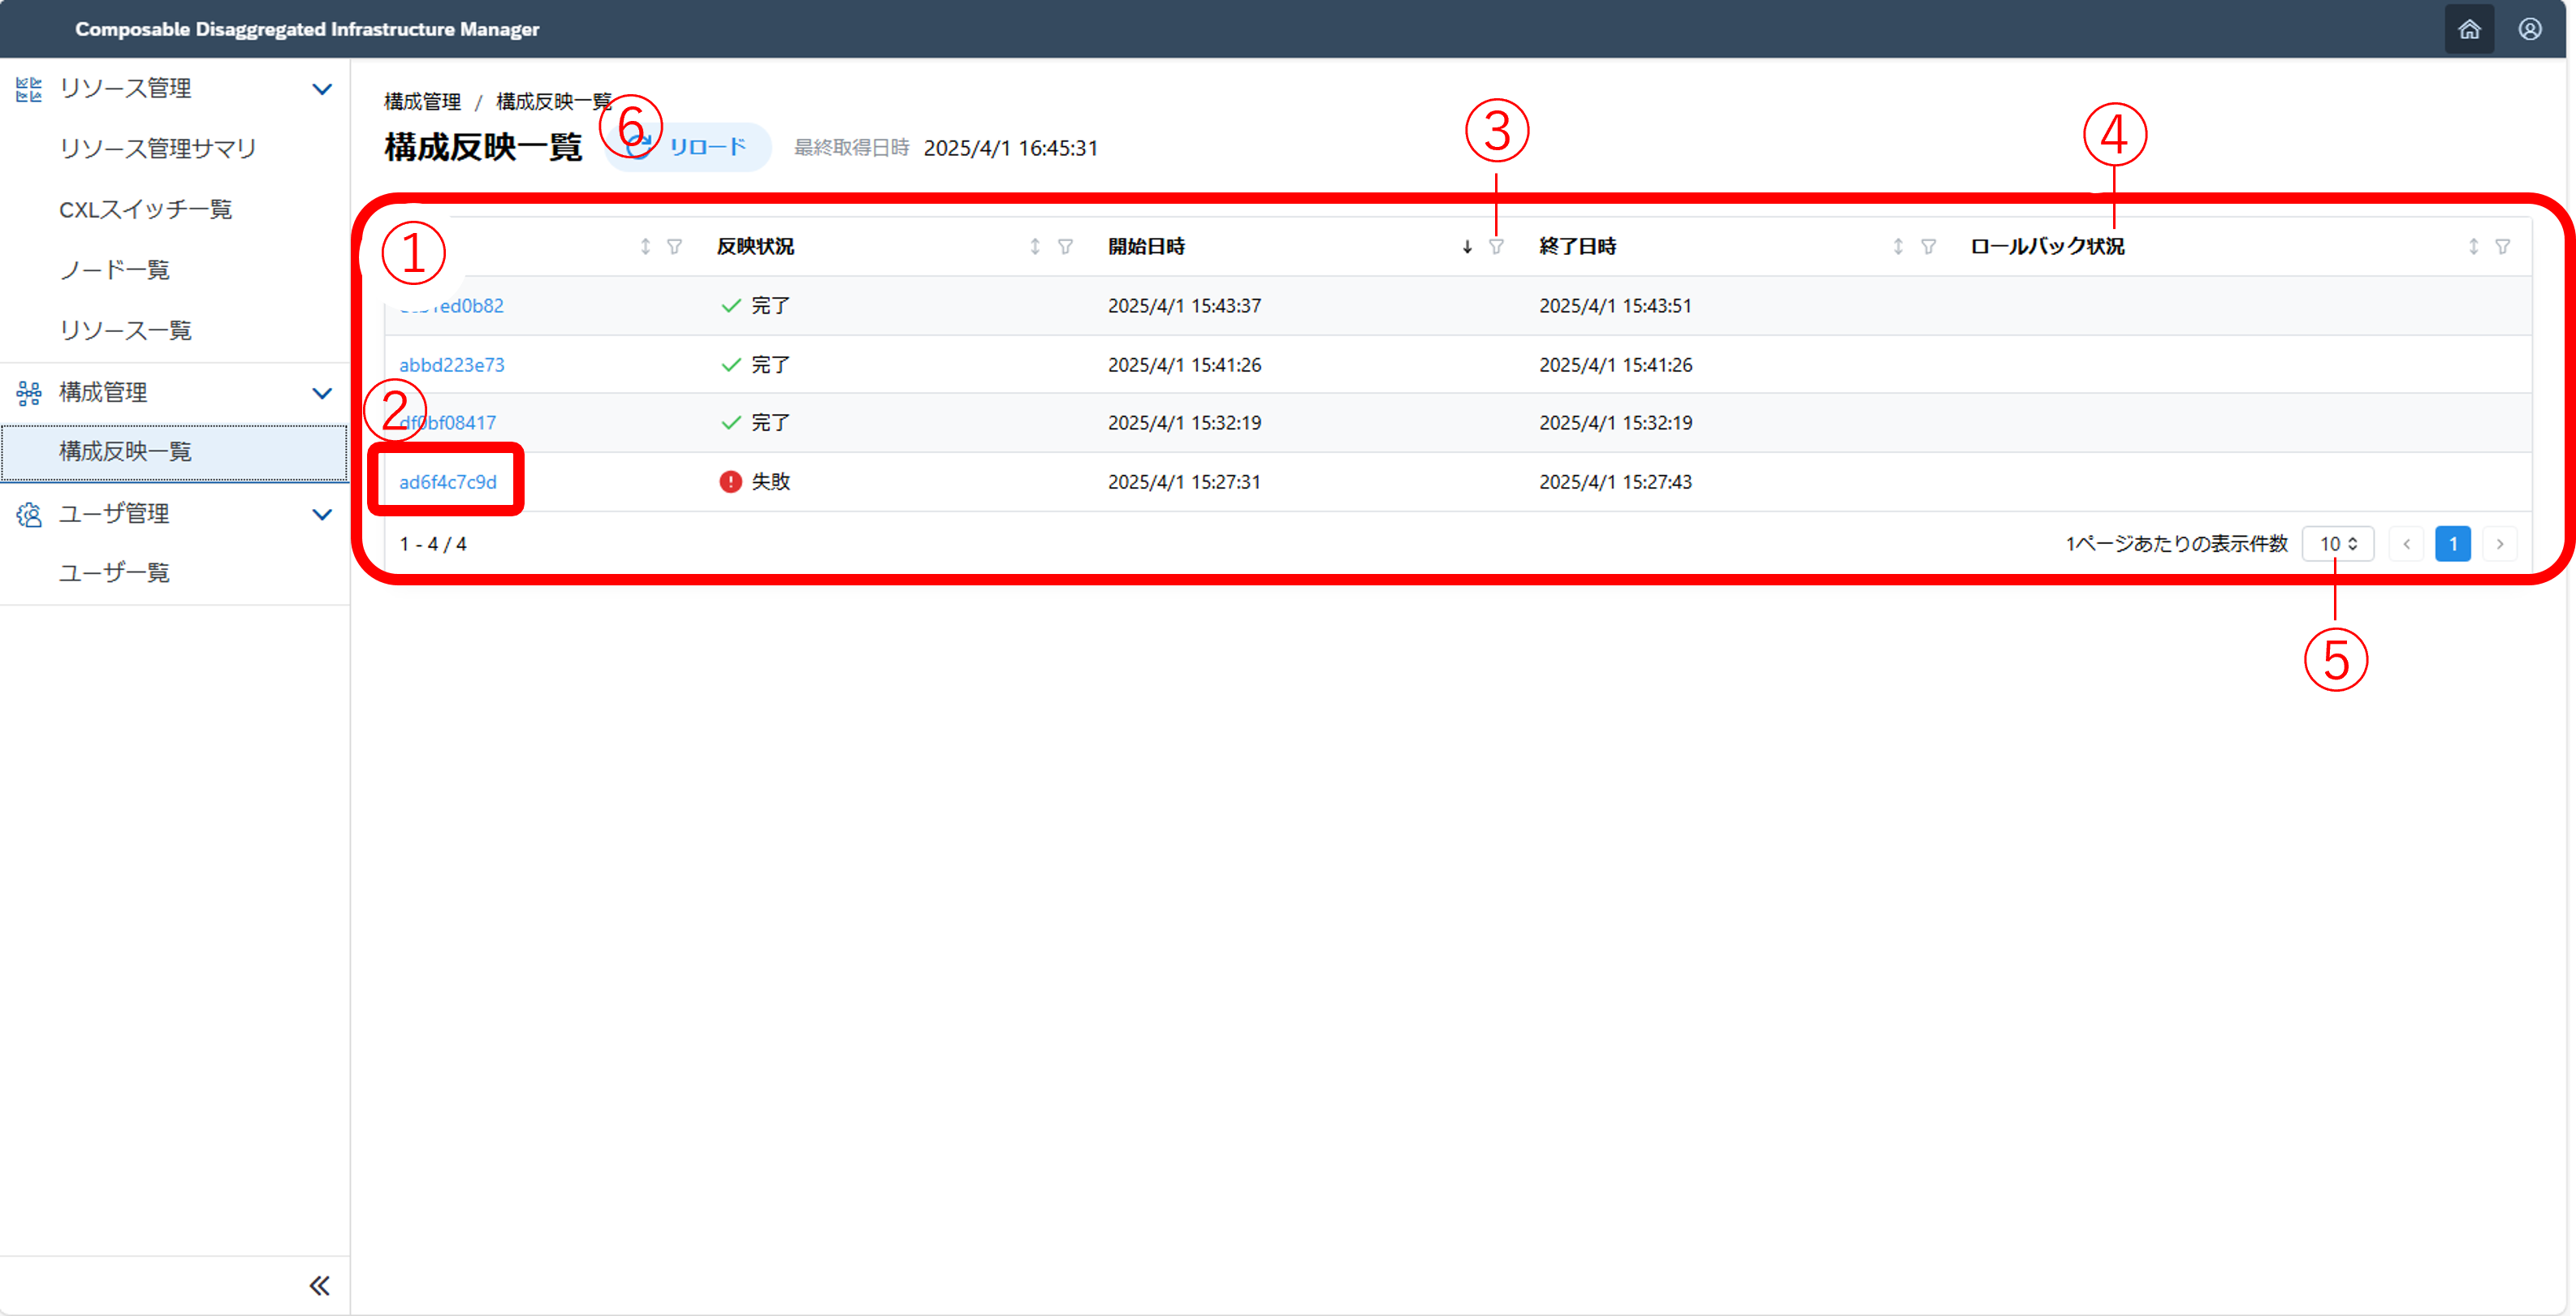 Composable Disaggregated Infrastructure Manager
リソース管理
リソース管理サマリ
CXLスイッチ一覧
ノード一覧
リソース一覧
構成管理
構成反映一覧
ユーザ管理
ユーザ一覧
構成管理 / 構成反映一覧
構成反映一覧 ⑥ リロード 最終取得日時 2025/4/1 16:45:31
③ ④
① 反映状況 開始日時 終了日時 ロールバック状況
ed0b82 完了 2025/4/1 15:43:37 2025/4/1 15:43:51
abbd223e73 完了 2025/4/1 15:41:26 2025/4/1 15:41:26
②
df0bf08417 完了 2025/4/1 15:32:19 2025/4/1 15:32:19
ad6f4c7c9d 失敗 2025/4/1 15:27:31 2025/4/1 15:27:43
1 - 4 / 4 1ページあたりの表示件数 10 1
⑤